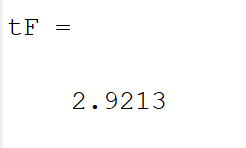 tF =
2.9213